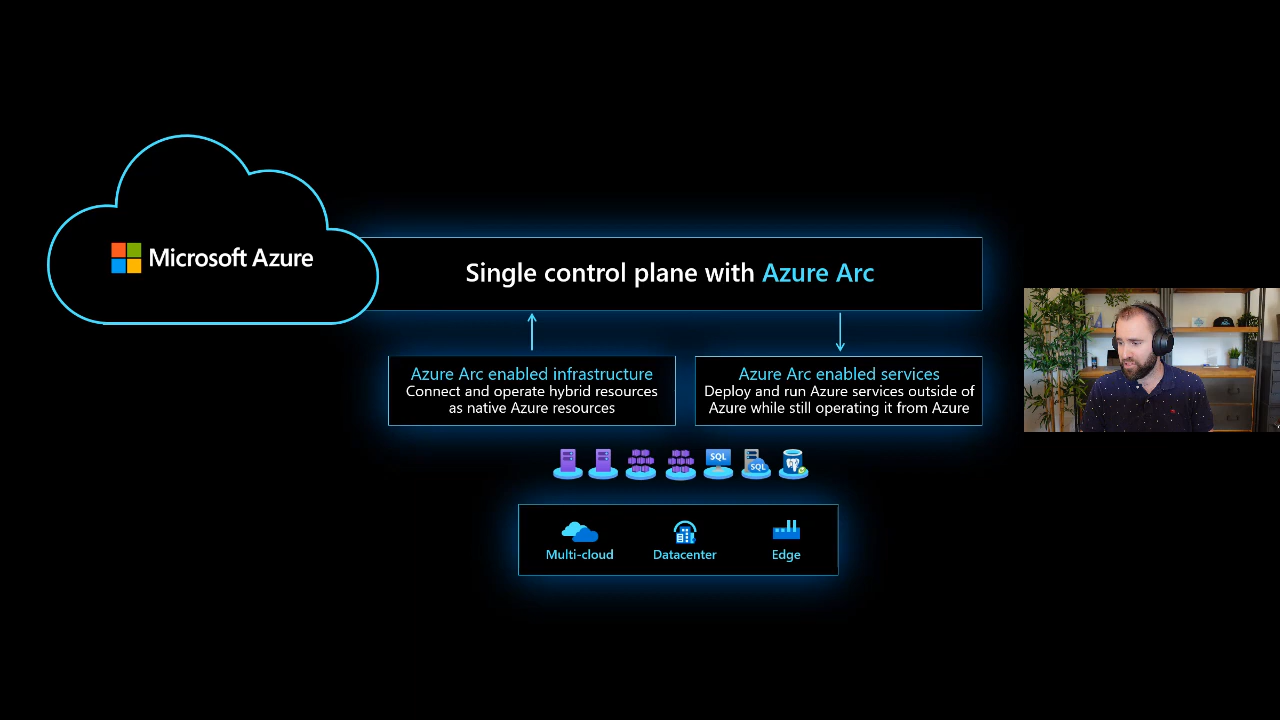 Microsoft Azure
Single control plane with Azure Arc
Azure Arc enabled infrastructure
Connect and operate hybrid resources
as native Azure resources
Azure Arc enabled services
Deploy and run Azure services outside of
Azure while still operating it from Azure
SQL
SQL
Multi-cloud
Datacenter
Edge